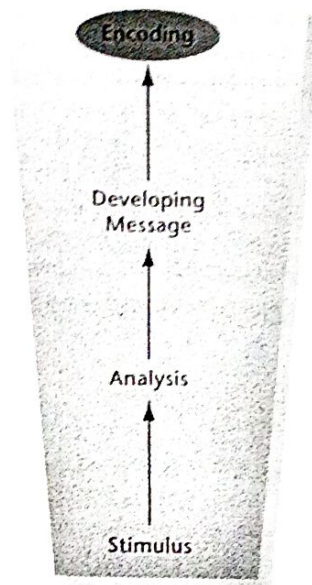 Encoding
Developing
Message
Analysis
Stimulus